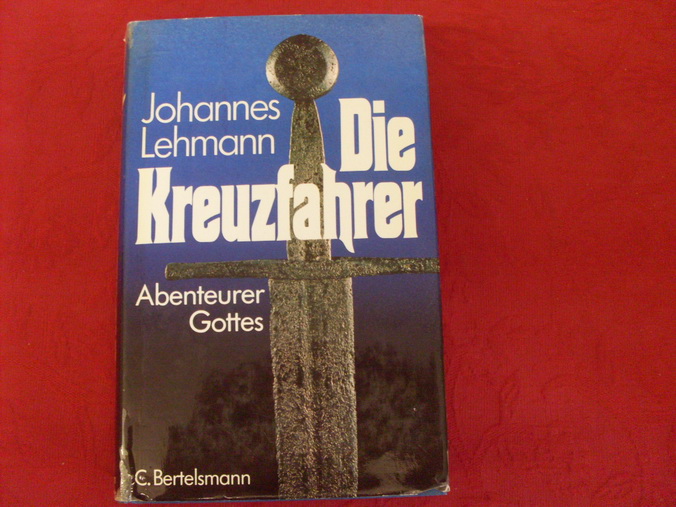 Johannes
Lehmann
Die
Kreuzfahrer
Abenteurer
Gottes
C. Bertelsmann